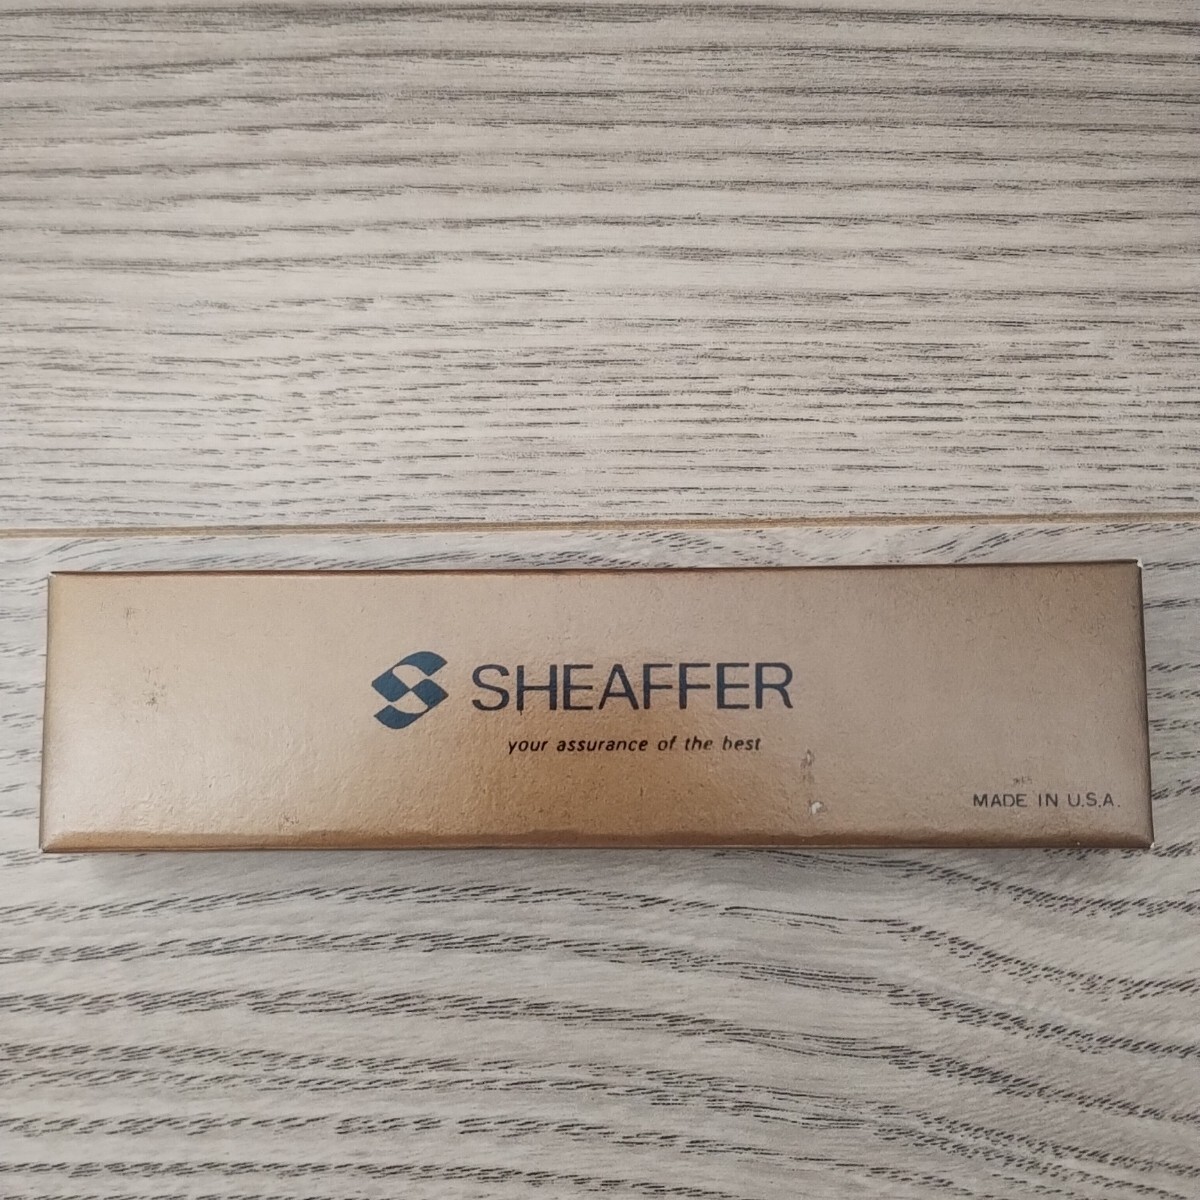 SHEAFFER
your assurance of the best
MADE IN U.S.A.